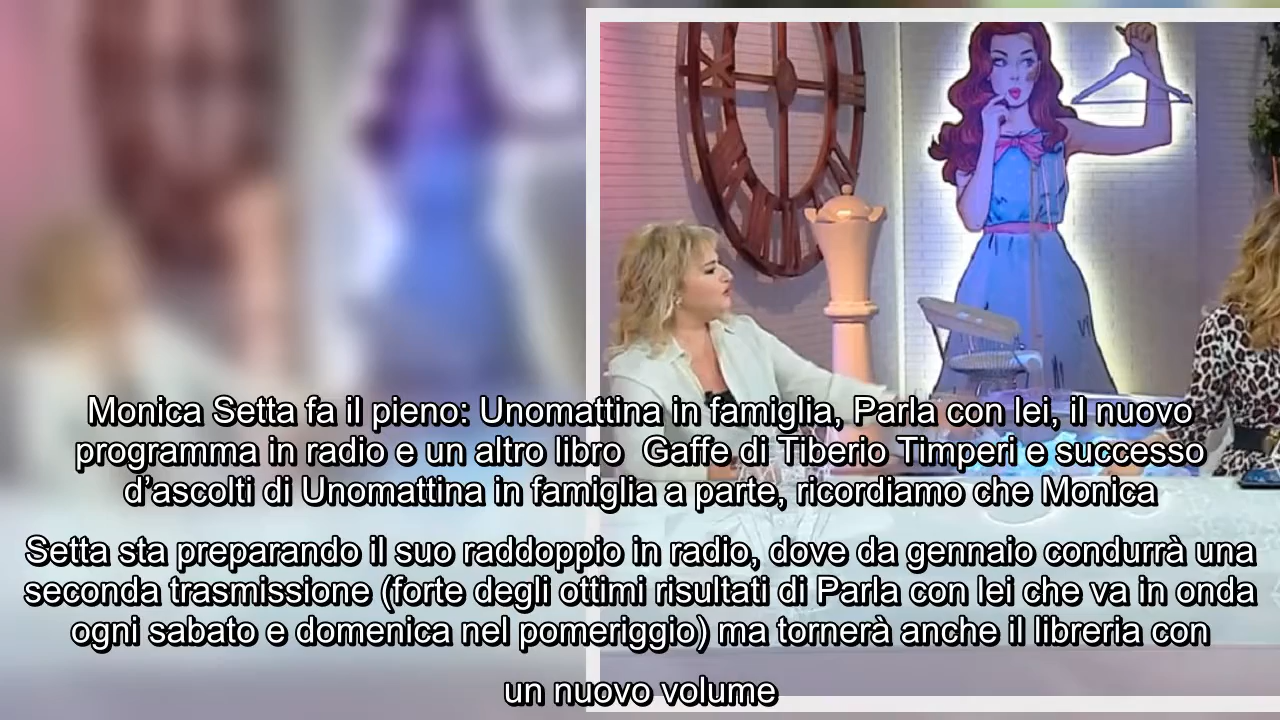 Monica Setta fa il pieno: Unomattina in famiglia, Parla con lei, il nuovo
programma in radio e un altro libro  Gaffe di Tiberio Timperi e successo
d'ascolti di Unomattina in famiglia a parte, ricordiamo che Monica
Setta sta preparando il suo raddoppio in radio, dove da gennaio condurrà una
seconda trasmissione (forte degli ottimi risultati di Parla con lei che va in onda
ogni sabato e domenica nel pomeriggio) ma tornerà anche il libreria con
un nuovo volume